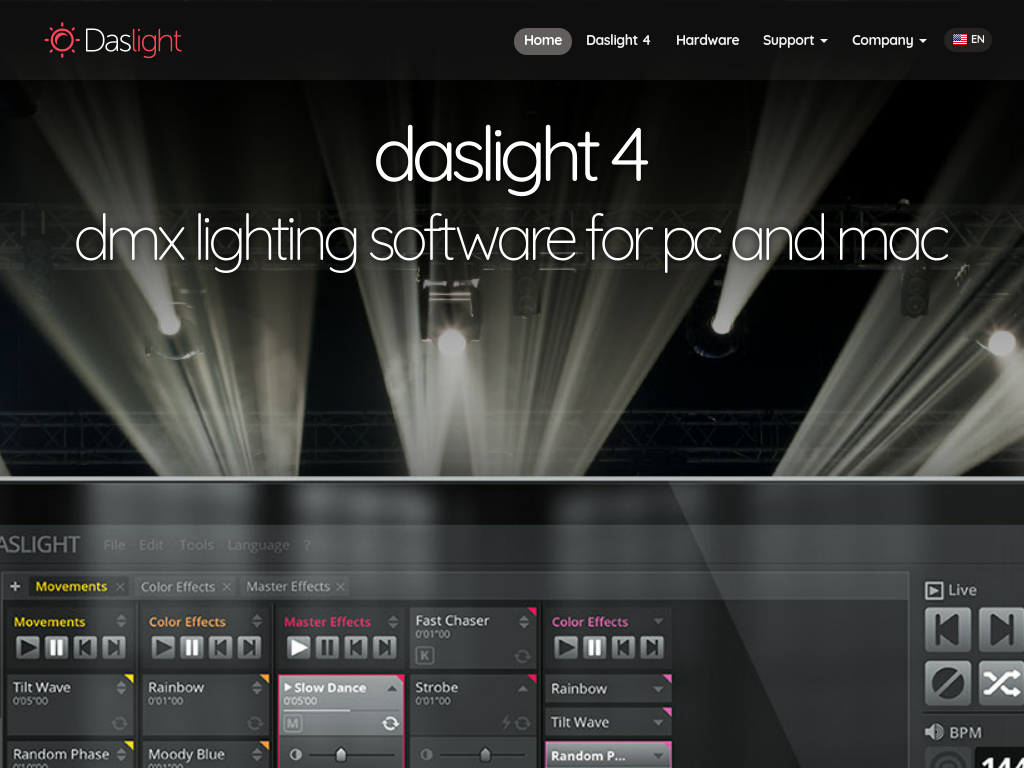 Daslight
Home Daslight 4 Hardware Support Company EN
daslight 4
dmx lighting software for pc and mac
ASLIGHT File Edit Tools Language ?
+ Movements × Color Effects × Master Effects × Live
Movements Color Effects Master Effects Fast Chaser Color Effects
0'01"00
K
Tilt Wave Rainbow Slow Dance Strobe Rainbow
0'05"00 0'01"00 0'05"00 0'01"00
M Tilt Wave
BPM
Random Phase Moody Blue Random P...
144